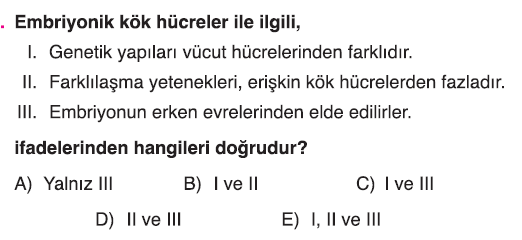 . Embriyonik kök hücreler ile ilgili,
I. Genetik yapıları vücut hücrelerinden farklıdır.
II. Farklılaşma yetenekleri, erişkin kök hücrelerden fazladır.
III. Embriyonun erken evrelerinden elde edilirler.
ifadelerinden hangileri doğrudur?
A) Yalnız III B) I ve II C) I ve III
D) II ve III E) I, II ve III